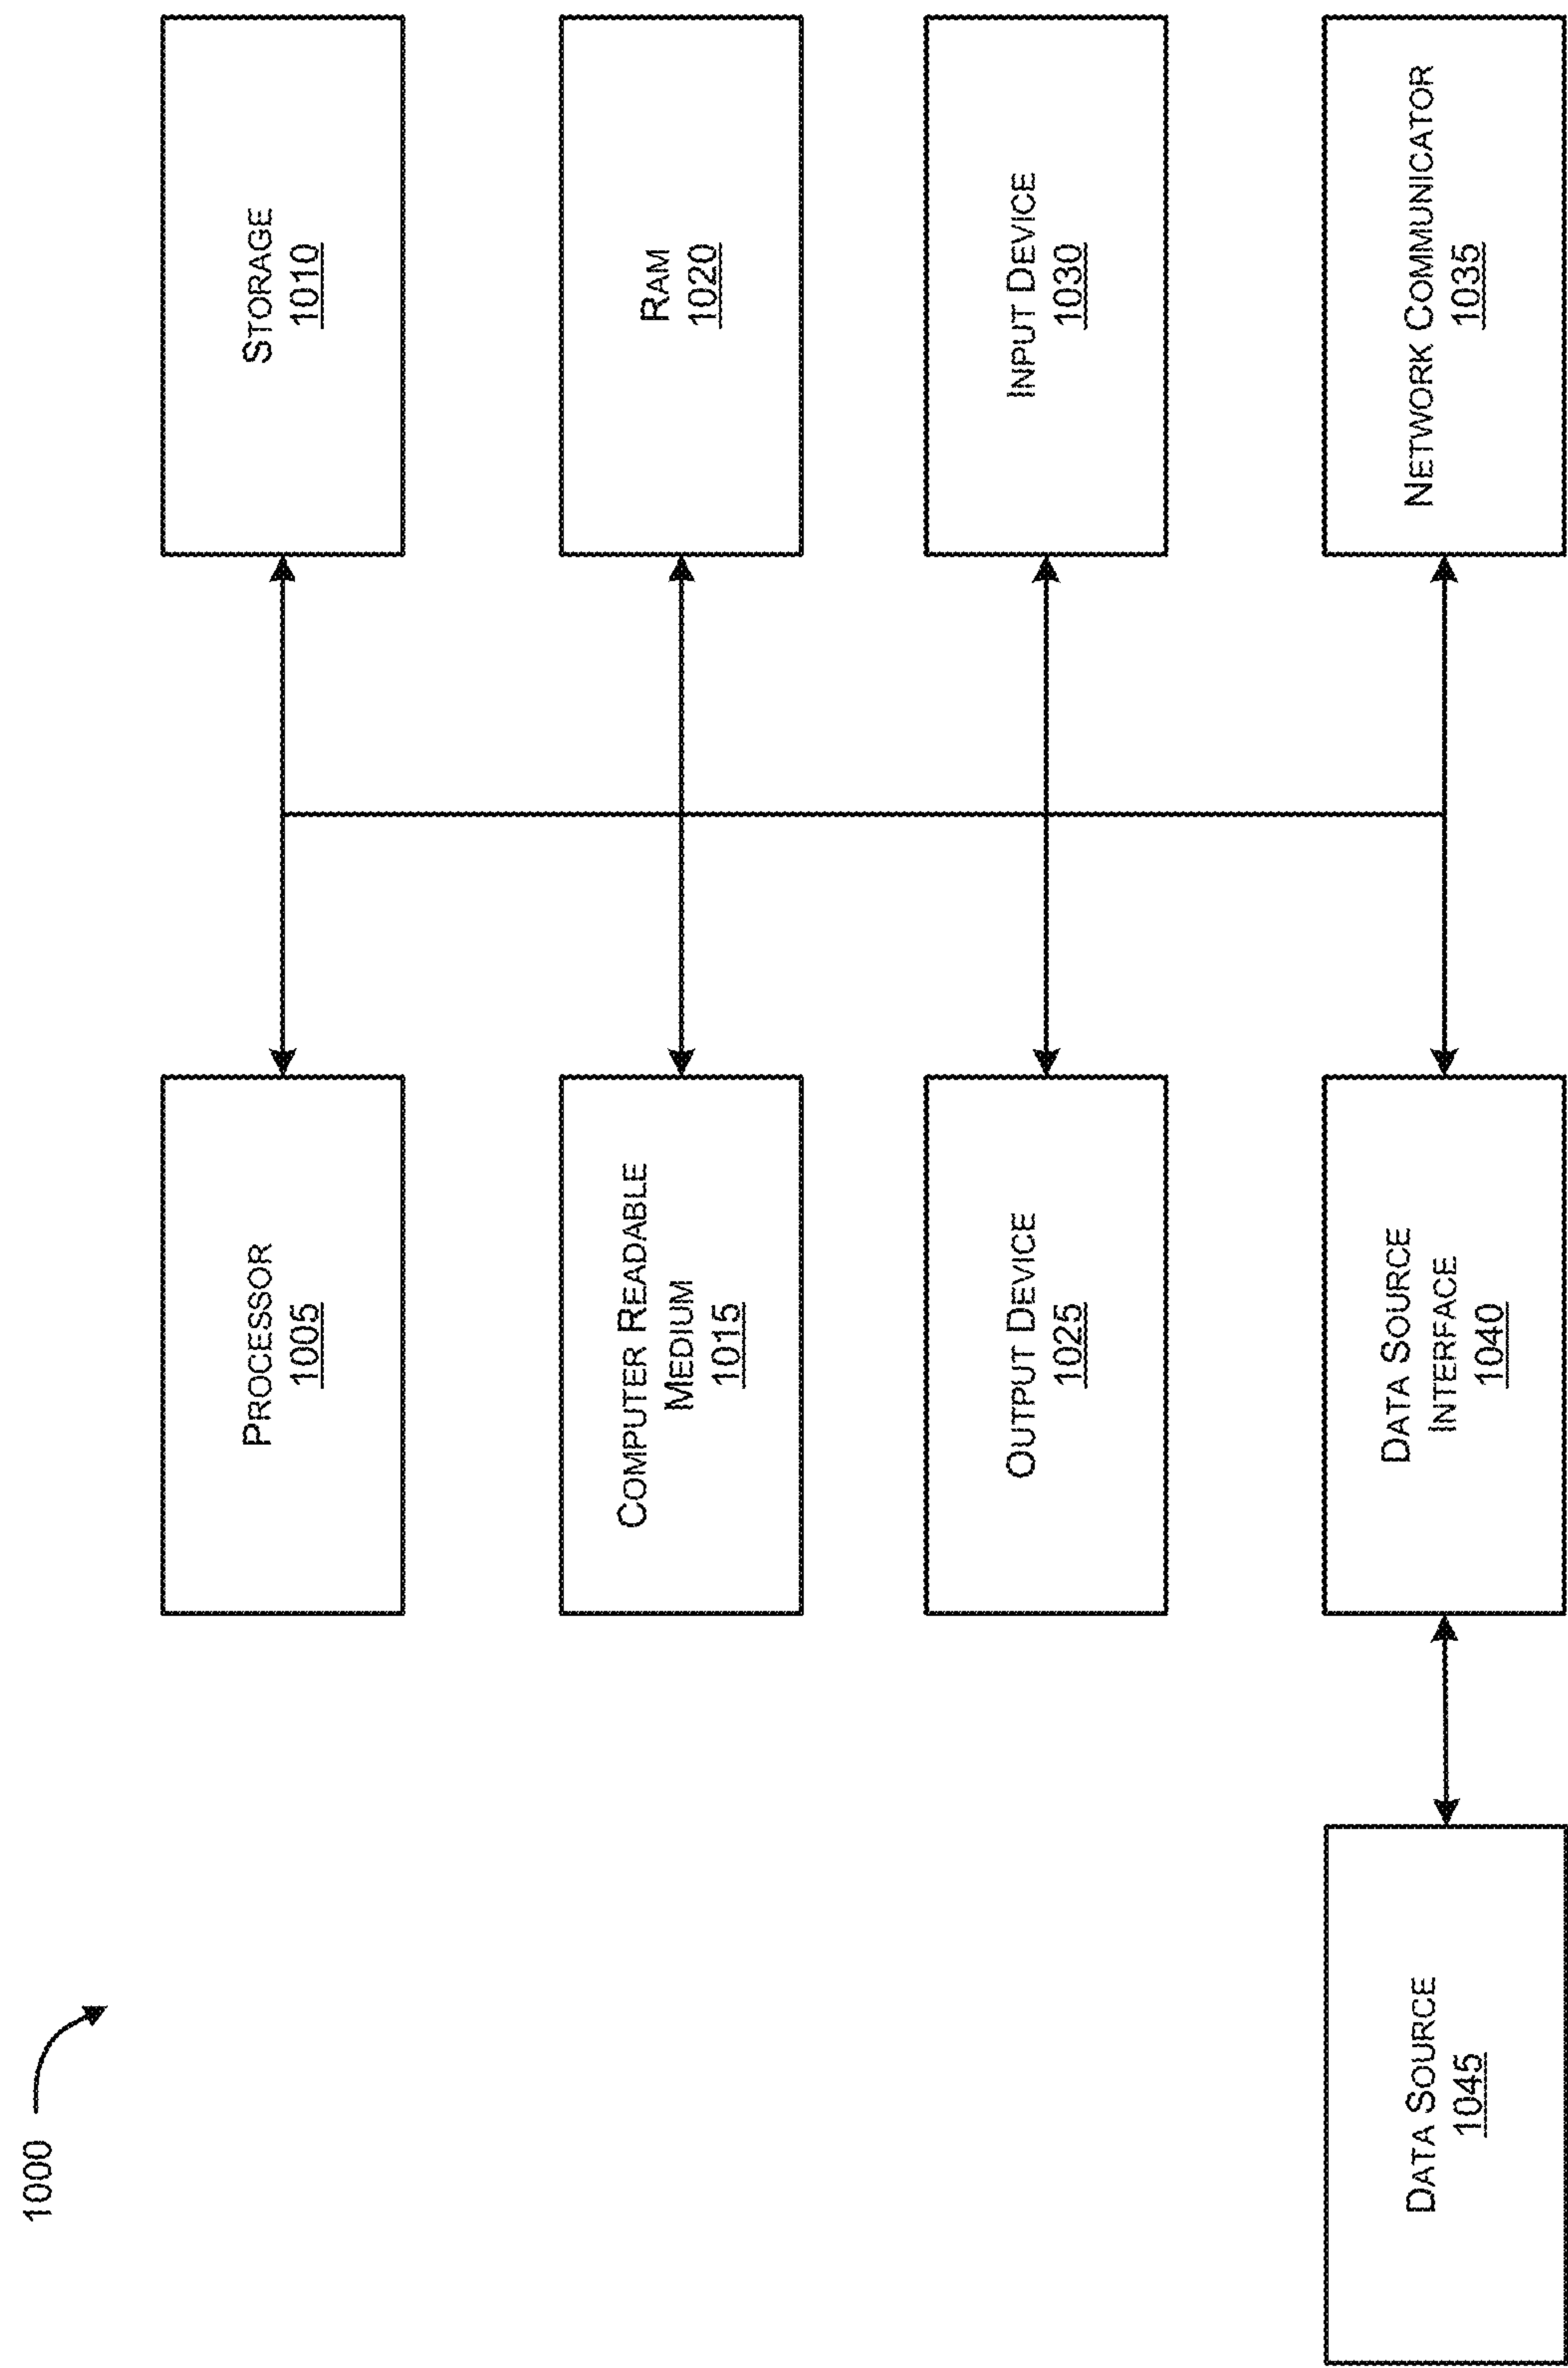 1000
PROCESSOR
1005
STORAGE
1010
COMPUTER READABLE
MEDIUM
1015
RAM
1020
OUTPUT DEVICE
1025
INPUT DEVICE
1030
DATA SOURCE
1045
DATA SOURCE
INTERFACE
1040
NETWORK COMMUNICATOR
1035